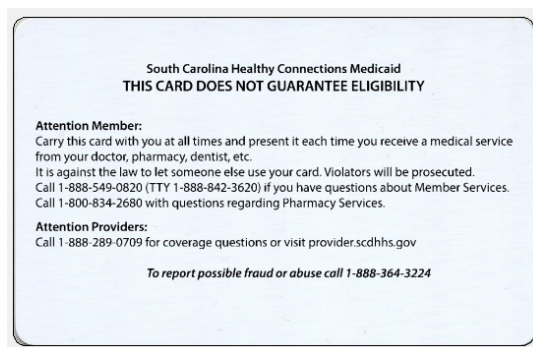 South Carolina Healthy Connections Medicaid
THIS CARD DOES NOT GUARANTEE ELIGIBILITY
Attention Member:
Carry this card with you at all times and present it each time you receive a medical service
from your doctor, pharmacy, dentist, etc.
It is against the law to let someone else use your card. Violators will be prosecuted.
Call 1-888-549-0820 (TTY 1-888-842-3620) if you have questions about Member Services.
Call 1-800-834-2680 with questions regarding Pharmacy Services.
Attention Providers:
Call 1-888-289-0709 for coverage questions or visit provider.scdhhs.gov
To report possible fraud or abuse call 1-888-364-3224